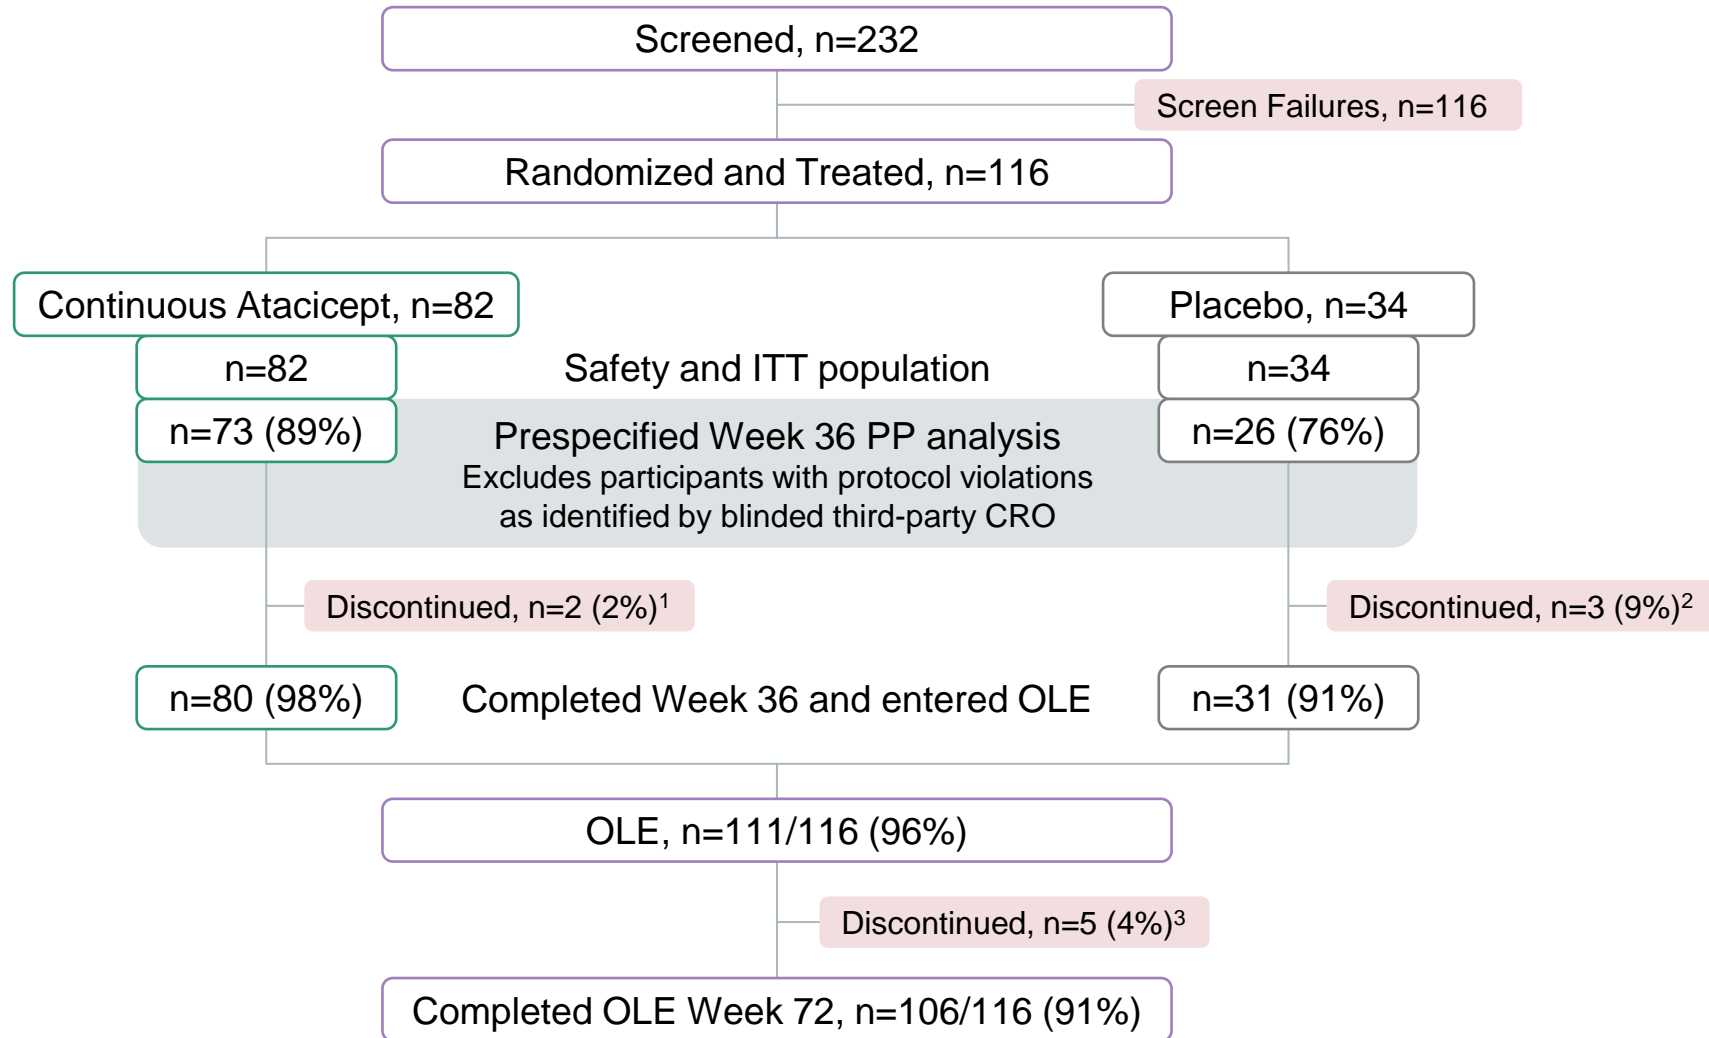 Screened, n=232
Screen Failures, n=116
Randomized and Treated, n=116
Continuous Atacicept, n=82
Placebo, n=34
n=82
Safety and ITT population
n=34
n=73 (89%)
Prespecified Week 36 PP analysis
Excludes participants with protocol violations
as identified by blinded third-party CRO
n=26 (76%)
Discontinued, n=2 (2%)¹
Discontinued, n=3 (9%)²
n=80 (98%)
Completed Week 36 and entered OLE
n=31 (91%)
OLE, n=111/116 (96%)
Discontinued, n=5 (4%)³
Completed OLE Week 72, n=106/116 (91%)